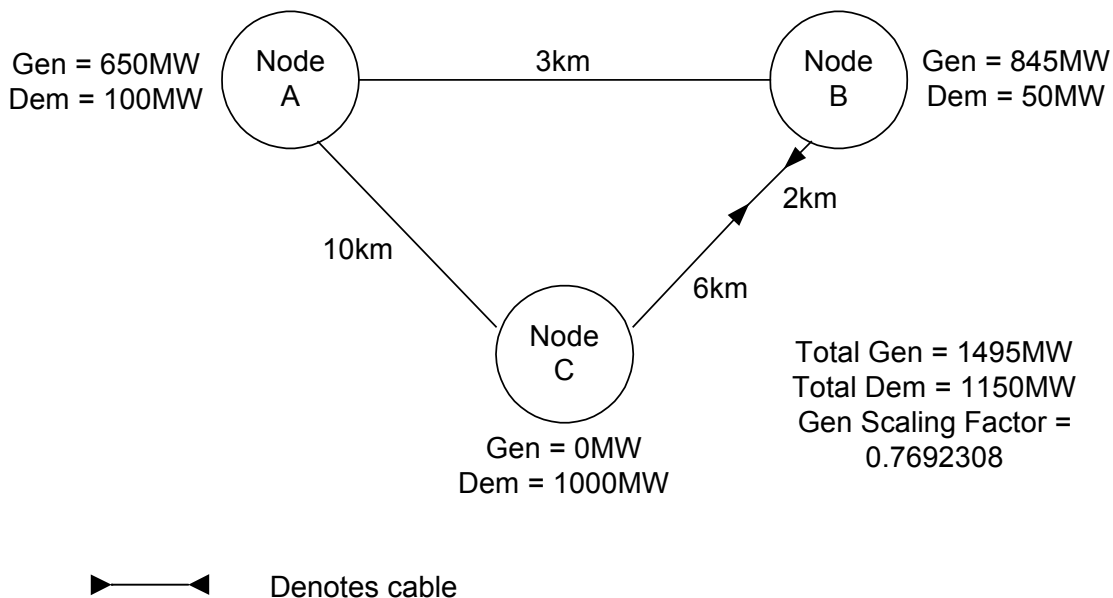 Gen = 650MW
Dem = 100MW
Node
A
3km
Node
B
Gen = 845MW
Dem = 50MW
2km
10km
6km
Node
C
Gen = 0MW
Dem = 1000MW
Total Gen = 1495MW
Total Dem = 1150MW
Gen Scaling Factor =
0.7692308
Denotes cable